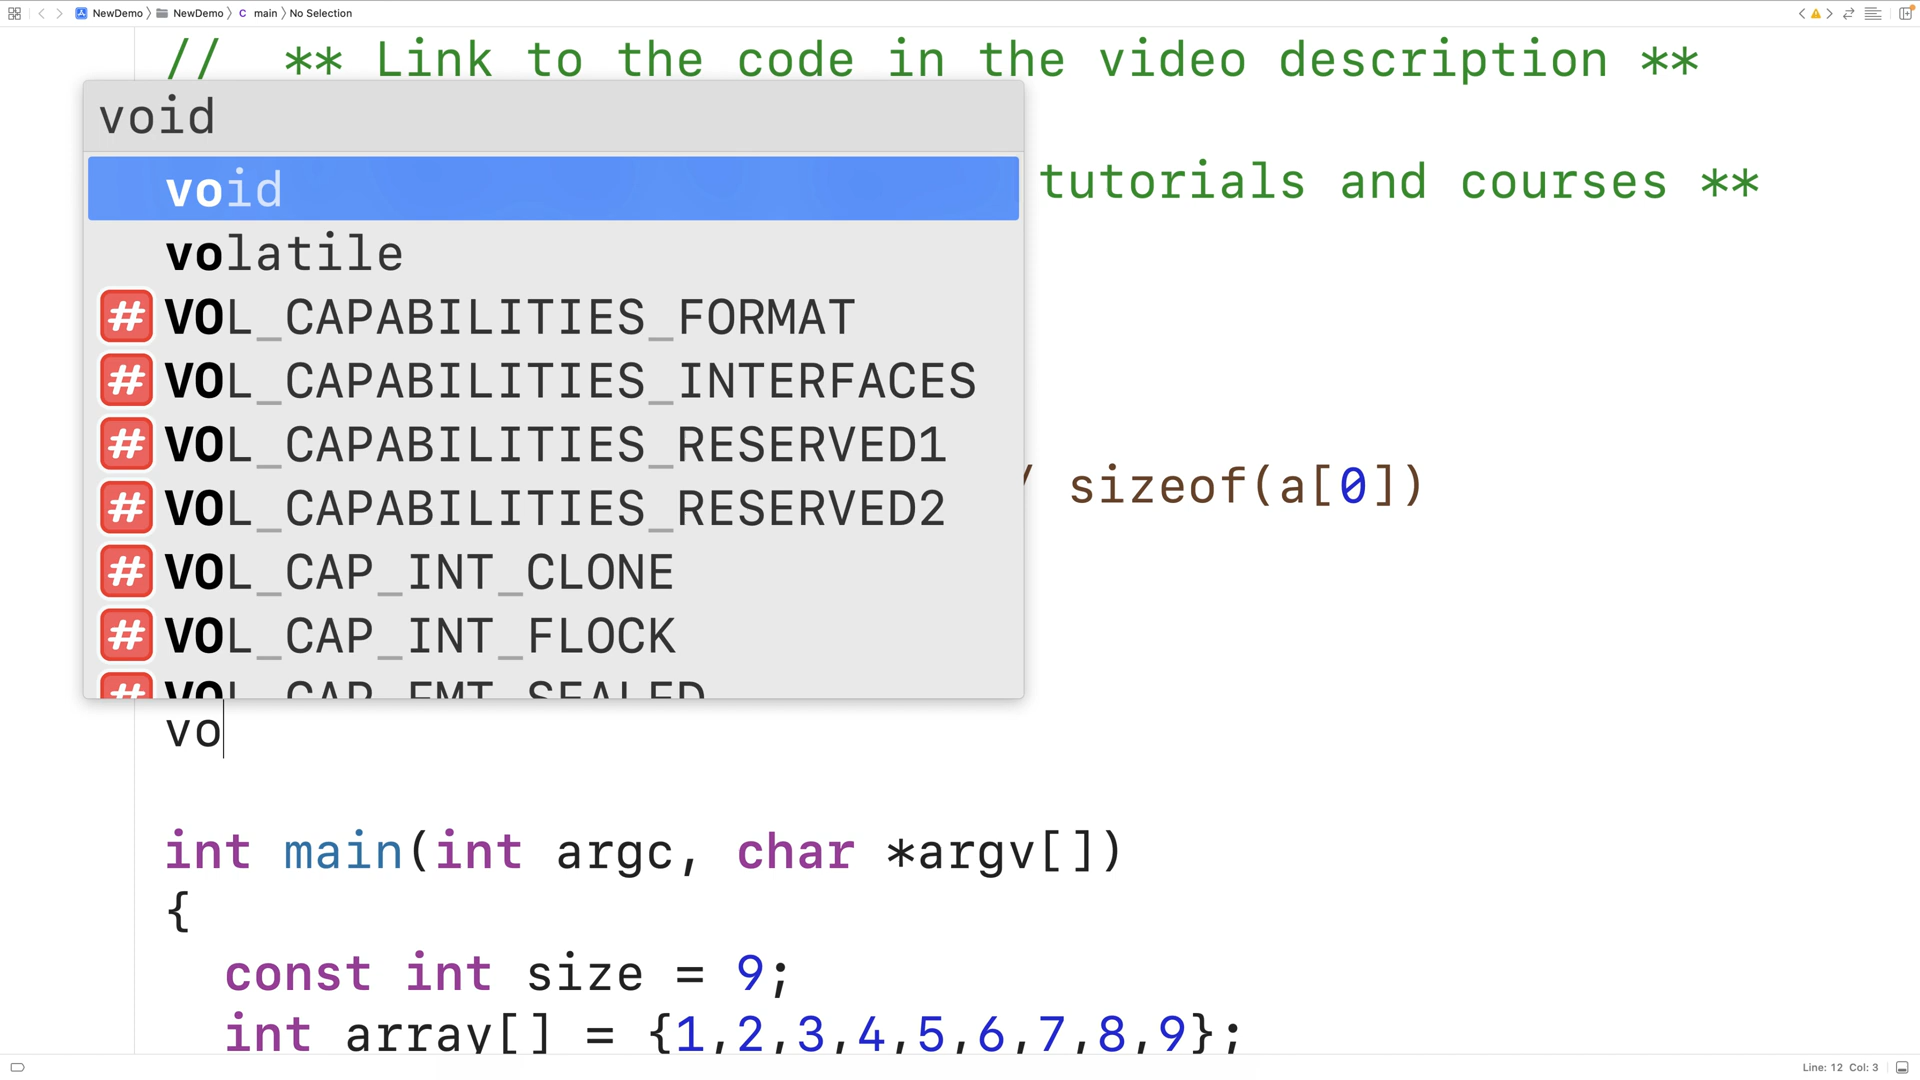 NewDemo NewDemo C main No Selection
// ** Link to the code in the video description **
void
void
tutorials and courses **
volatile
# VOL_CAPABILITIES_FORMAT
# VOL_CAPABILITIES_INTERFACES
# VOL_CAPABILITIES_RESERVED1
/ sizeof(a[0])
# VOL_CAPABILITIES_RESERVED2
# VOL_CAP_INT_CLONE
# VOL_CAP_INT_FLOCK
# VOL_CAP_FMT_SEALED
vo
int main(int argc, char *argv[])
{
const int size = 9;
int array[] = {1,2,3,4,5,6,7,8,9};
Line: 12 Col: 3